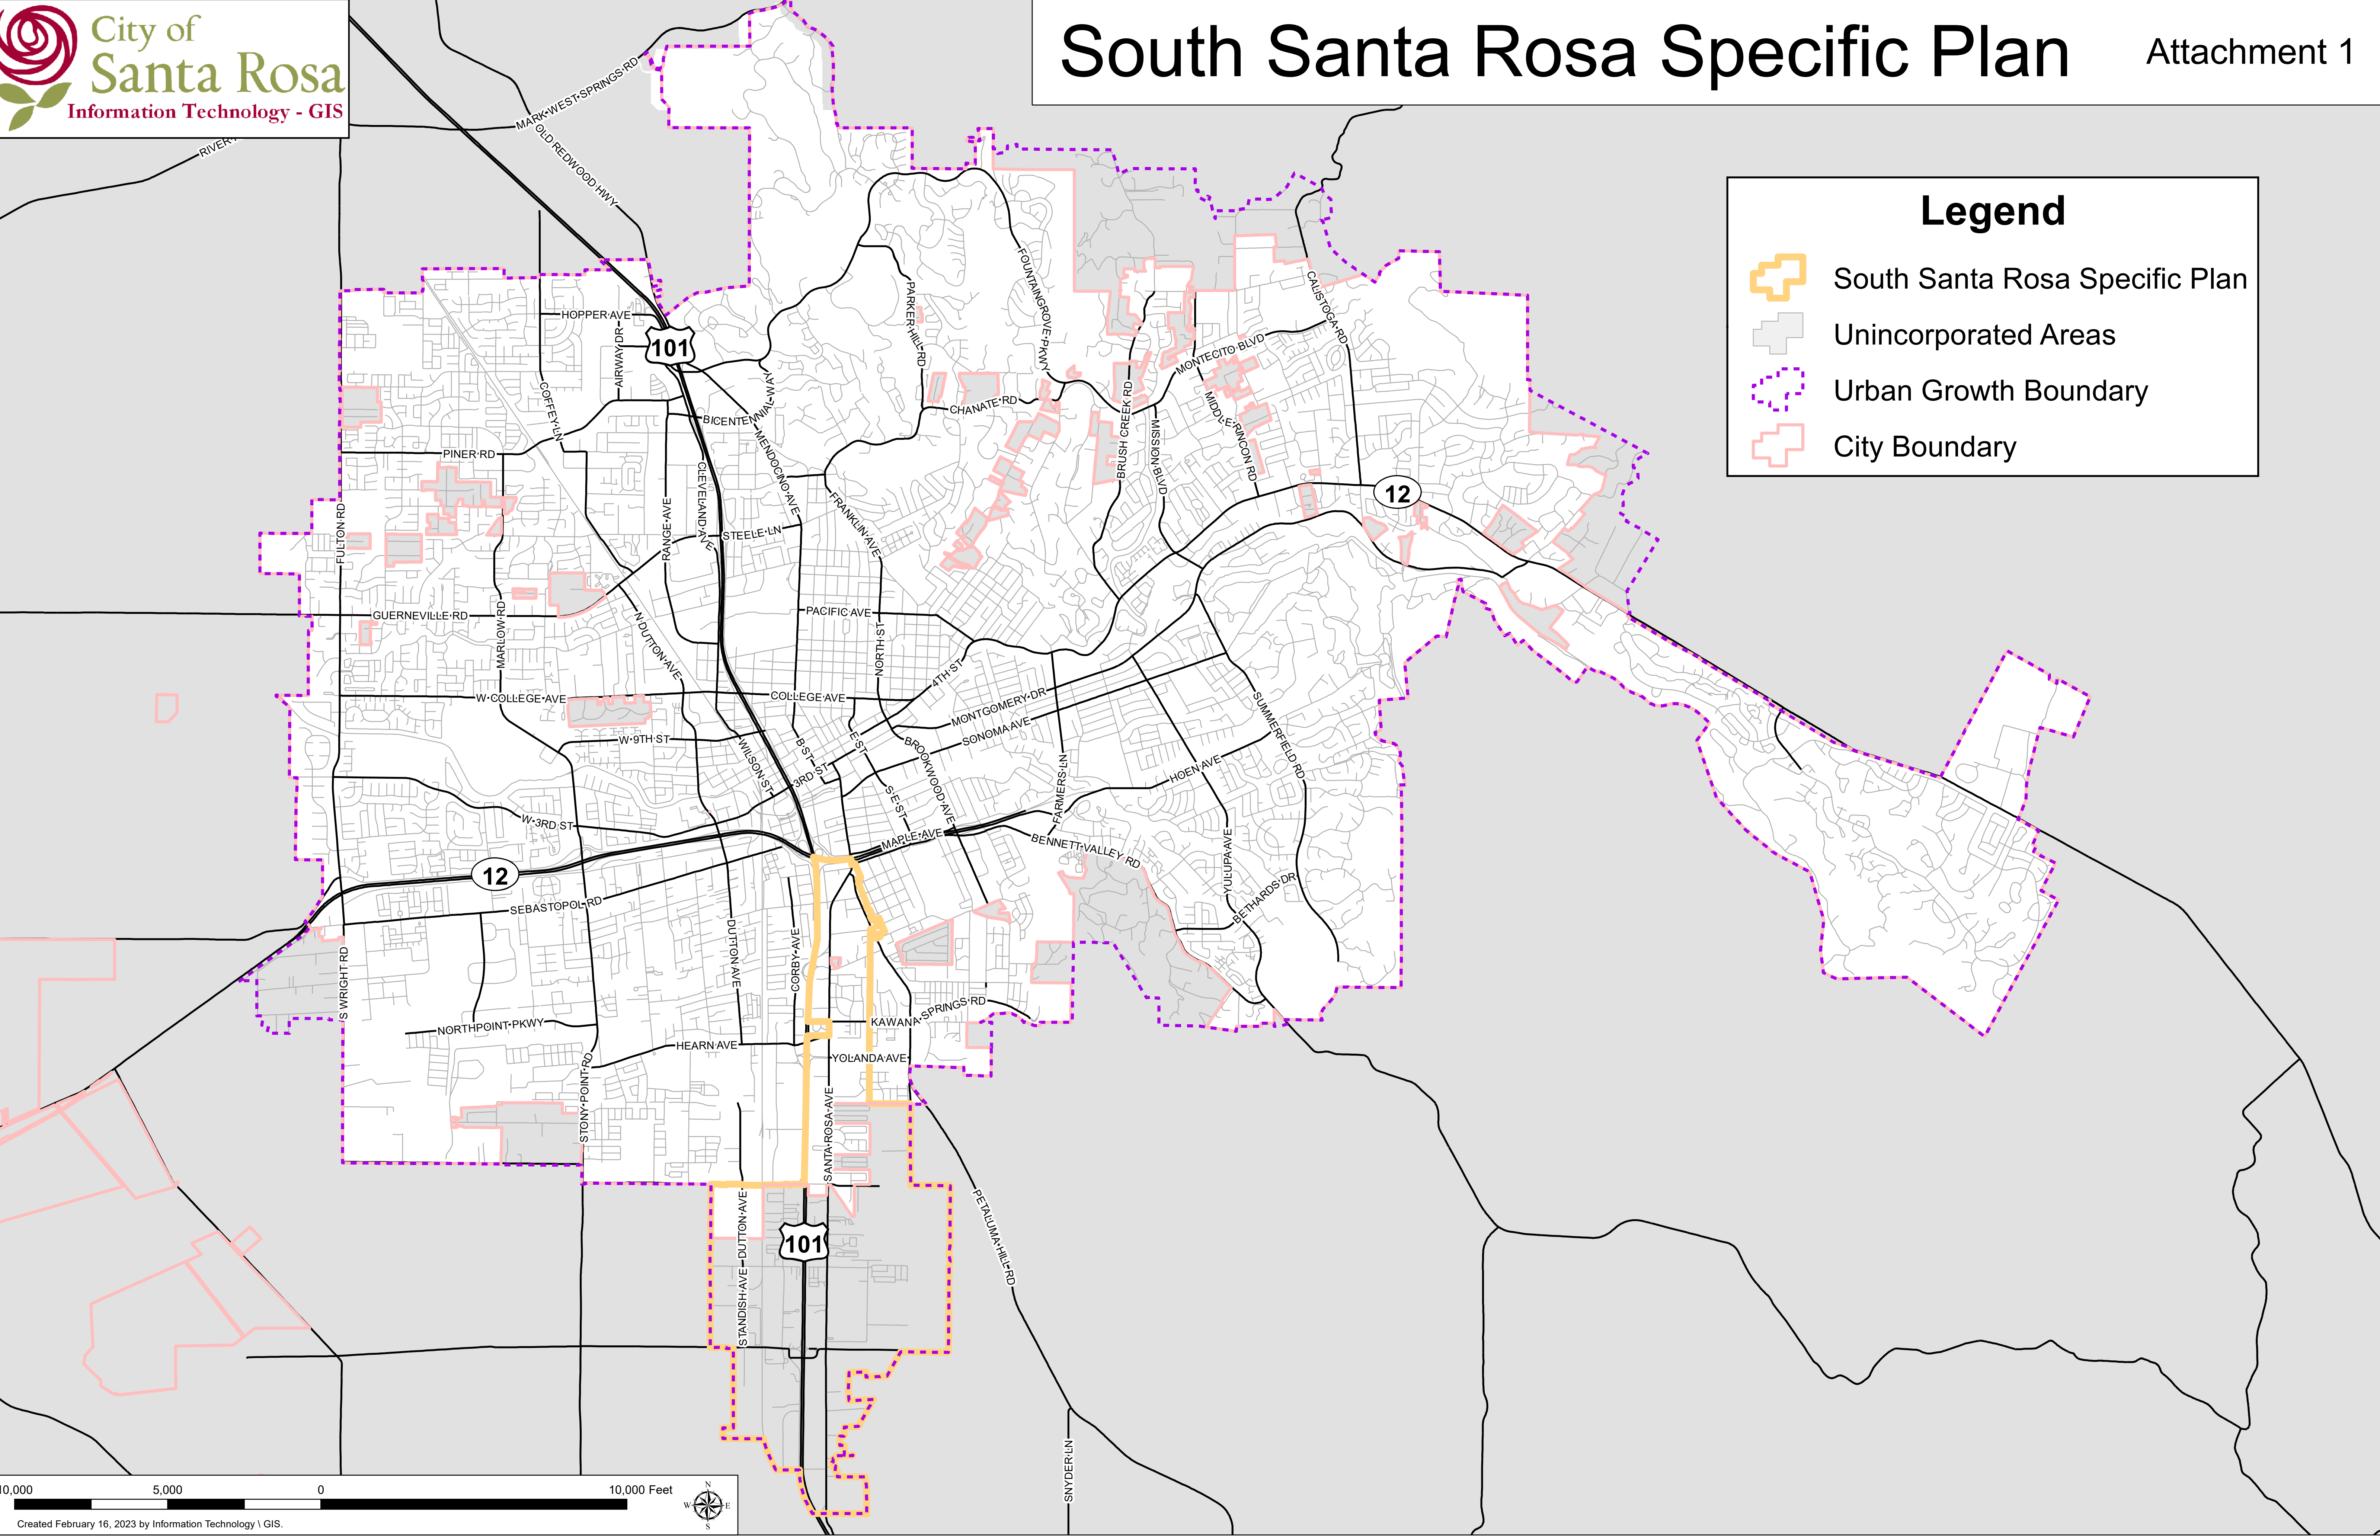 City of
Santa Rosa
Information Technology - GIS
South Santa Rosa Specific Plan
Attachment 1
Legend
South Santa Rosa Specific Plan
Unincorporated Areas
Urban Growth Boundary
City Boundary
MARK WEST SPRINGS RD
OLD REDWOOD HWY
RIVER
HOPPER AVE
AIRWAY DR
COFFEY LN
101
PARKER HILL RD
FOUNTAINGROVE PKWY
CALISTOGA RD
MONTECITO BLVD
BICENTENNIAL WAY
MENDOCINO AVE
CHANATE RD
BRUSH CREEK RD
MISSION BLVD
MIDDLE RINCON RD
PINER RD
CLEVELAND AVE
RANGE AVE
FRANKLIN AVE
12
FULTON RD
STEELE LN
GUERNEVILLE RD
MARLOW RD
N DUTTON AVE
PACIFIC AVE
NORTH ST
4TH ST
W COLLEGE AVE
COLLEGE AVE
MONTGOMERY DR
SONOMA AVE
SUMMERFIELD RD
W 9TH ST
WILSON ST
B ST
E ST
BROOKWOOD AVE
3RD ST
S E ST
FARMERS LN
HOEN AVE
W 3RD ST
MAPLE AVE
BENNETT VALLEY RD
YULUPA AVE
BETHARDS DR
12
SEBASTOPOL RD
S WRIGHT RD
DUTTON AVE
CORBY AVE
NORTHPOINT PKWY
KAWANA SPRINGS RD
HEARN AVE
YOLANDA AVE
STONY POINT RD
SANTA ROSA AVE
DUTTON AVE
STANDISH AVE
101
PETALUMA HILL RD
SNYDER LN
10,000 5,000 0 10,000 Feet
N
W E
S
Created February 16, 2023 by Information Technology \ GIS.